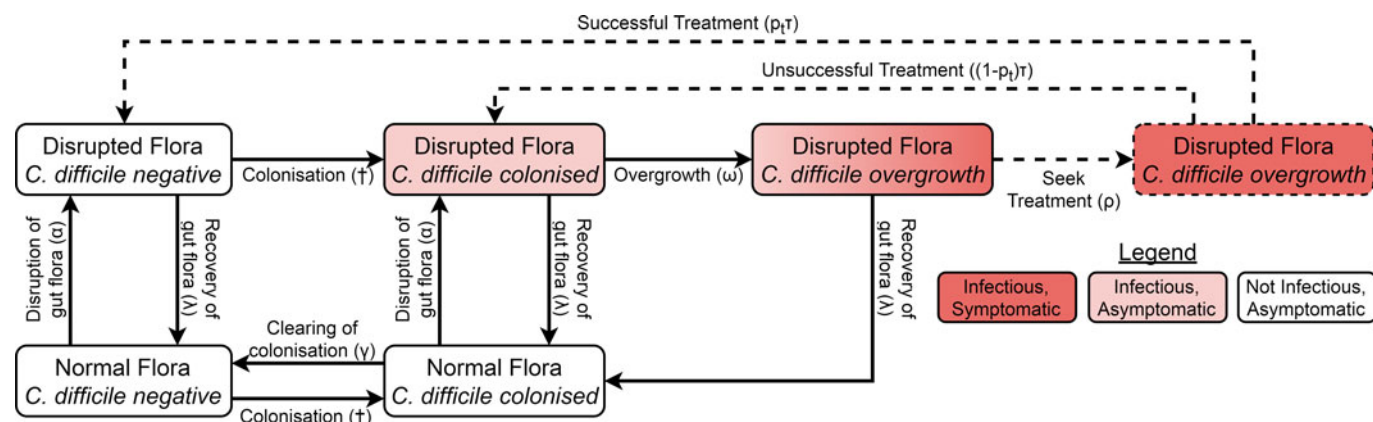 Successful Treatment (pₜτ)
Unsuccessful Treatment ((1-pₜ)τ)
Disrupted Flora
C. difficile negative
Colonisation (†)
Disrupted Flora
C. difficile colonised
Overgrowth (ω)
Disrupted Flora
C. difficile overgrowth
Seek
Treatment (ρ)
Disrupted Flora
C. difficile overgrowth
Disruption of
gut flora (α)
Recovery of
gut flora (λ)
Disruption of
gut flora (α)
Recovery of
gut flora (λ)
Recovery of
gut flora (λ)
Clearing of
colonisation (γ)
Normal Flora
C. difficile negative
Colonisation (†)
Normal Flora
C. difficile colonised
Legend
Infectious,
Symptomatic
Infectious,
Asymptomatic
Not Infectious,
Asymptomatic